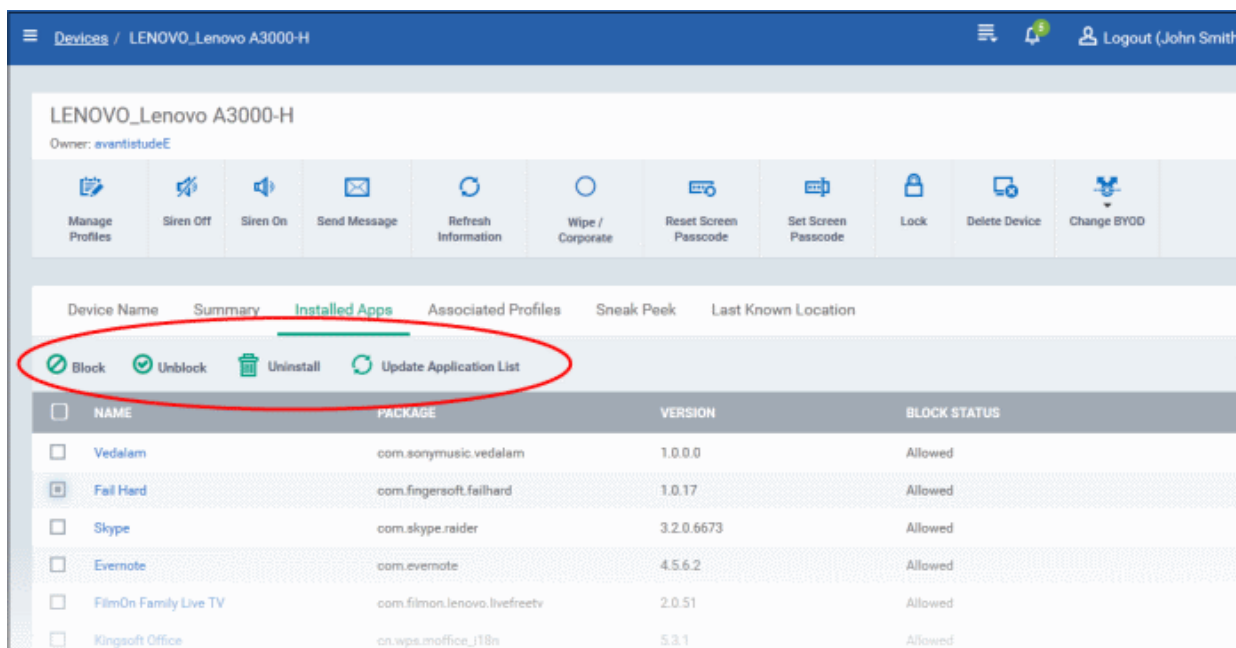 Devices / LENOVO_Lenovo A3000-H
5
Logout (John Smith
LENOVO_Lenovo A3000-H
Owner: avantistudeE
Manage Profiles
Siren Off
Siren On
Send Message
Refresh Information
Wipe / Corporate
Reset Screen Passcode
Set Screen Passcode
Lock
Delete Device
Change BYOD
Device Name Summary Installed Apps Associated Profiles Sneak Peek Last Known Location
Block Unblock Uninstall Update Application List
NAME PACKAGE VERSION BLOCK STATUS
Vedalam com.sonymusic.vedalam 1.0.0.0 Allowed
Fail Hard com.fingersoft.failhard 1.0.17 Allowed
Skype com.skype.raider 3.2.0.6673 Allowed
Evernote com.evernote 4.5.6.2 Allowed
FilmOn Family Live TV com.filmon.lenovo.livefreetv 2.0.51 Allowed
Kingsoft Office cn.wps.moffice_i18n 5.3.1 Allowed